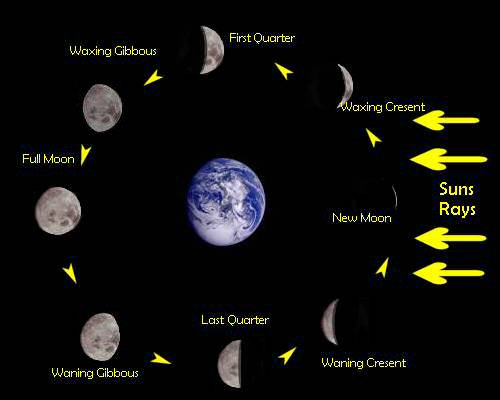 First Quarter
Waxing Gibbous
Waxing Cresent
Full Moon
Suns
Rays
New Moon
Last Quarter
Waning Cresent
Waning Gibbous